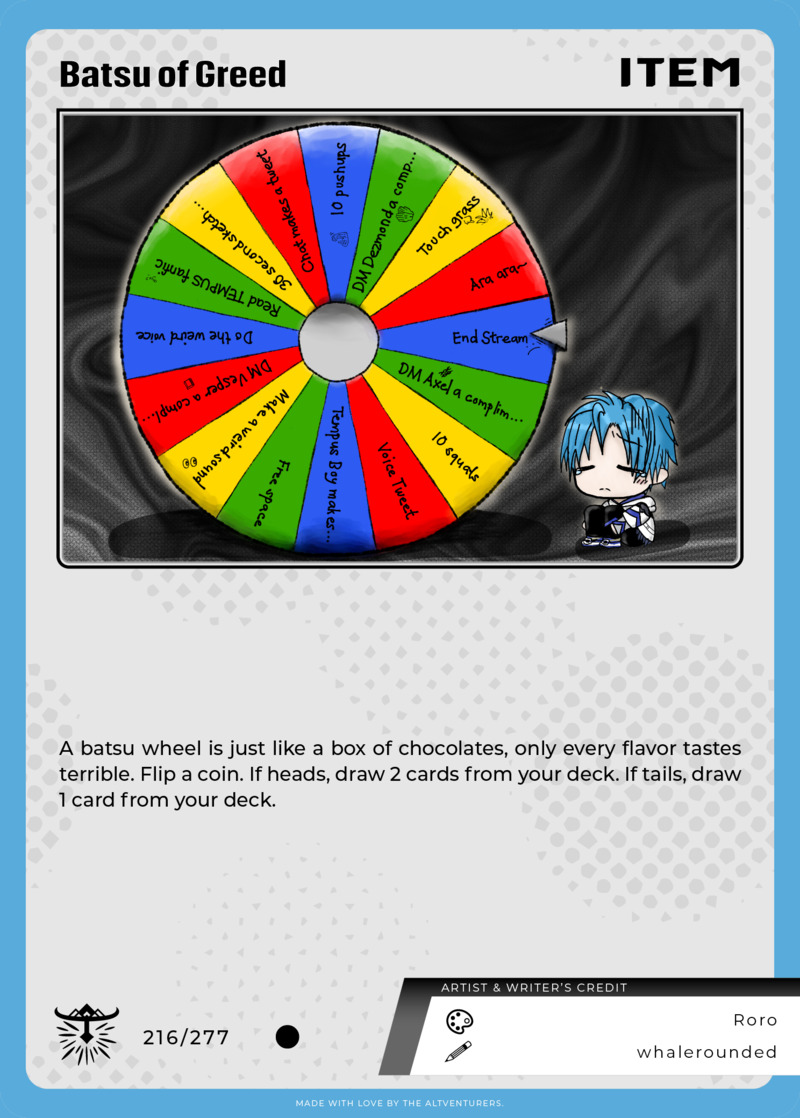 Batsu of Greed
ITEM
10 pushups
DM Dezmond a comp...
Touch grass
Ara ara~
End Stream
DM Axel a complim...
10 squats
Voice Tweet
Tempus Boy makes...
Free space
Make a weird sound
DM Vesper a compl...
Do the weird voice
Read TEMPUS fanfic
30 second sketch...
Chat makes a tweet
A batsu wheel is just like a box of chocolates, only every flavor tastes
terrible. Flip a coin. If heads, draw 2 cards from your deck. If tails, draw
1 card from your deck.
216/277
ARTIST & WRITER'S CREDIT
Roro
whalerounded
MADE WITH LOVE BY THE ALTVENTURERS.